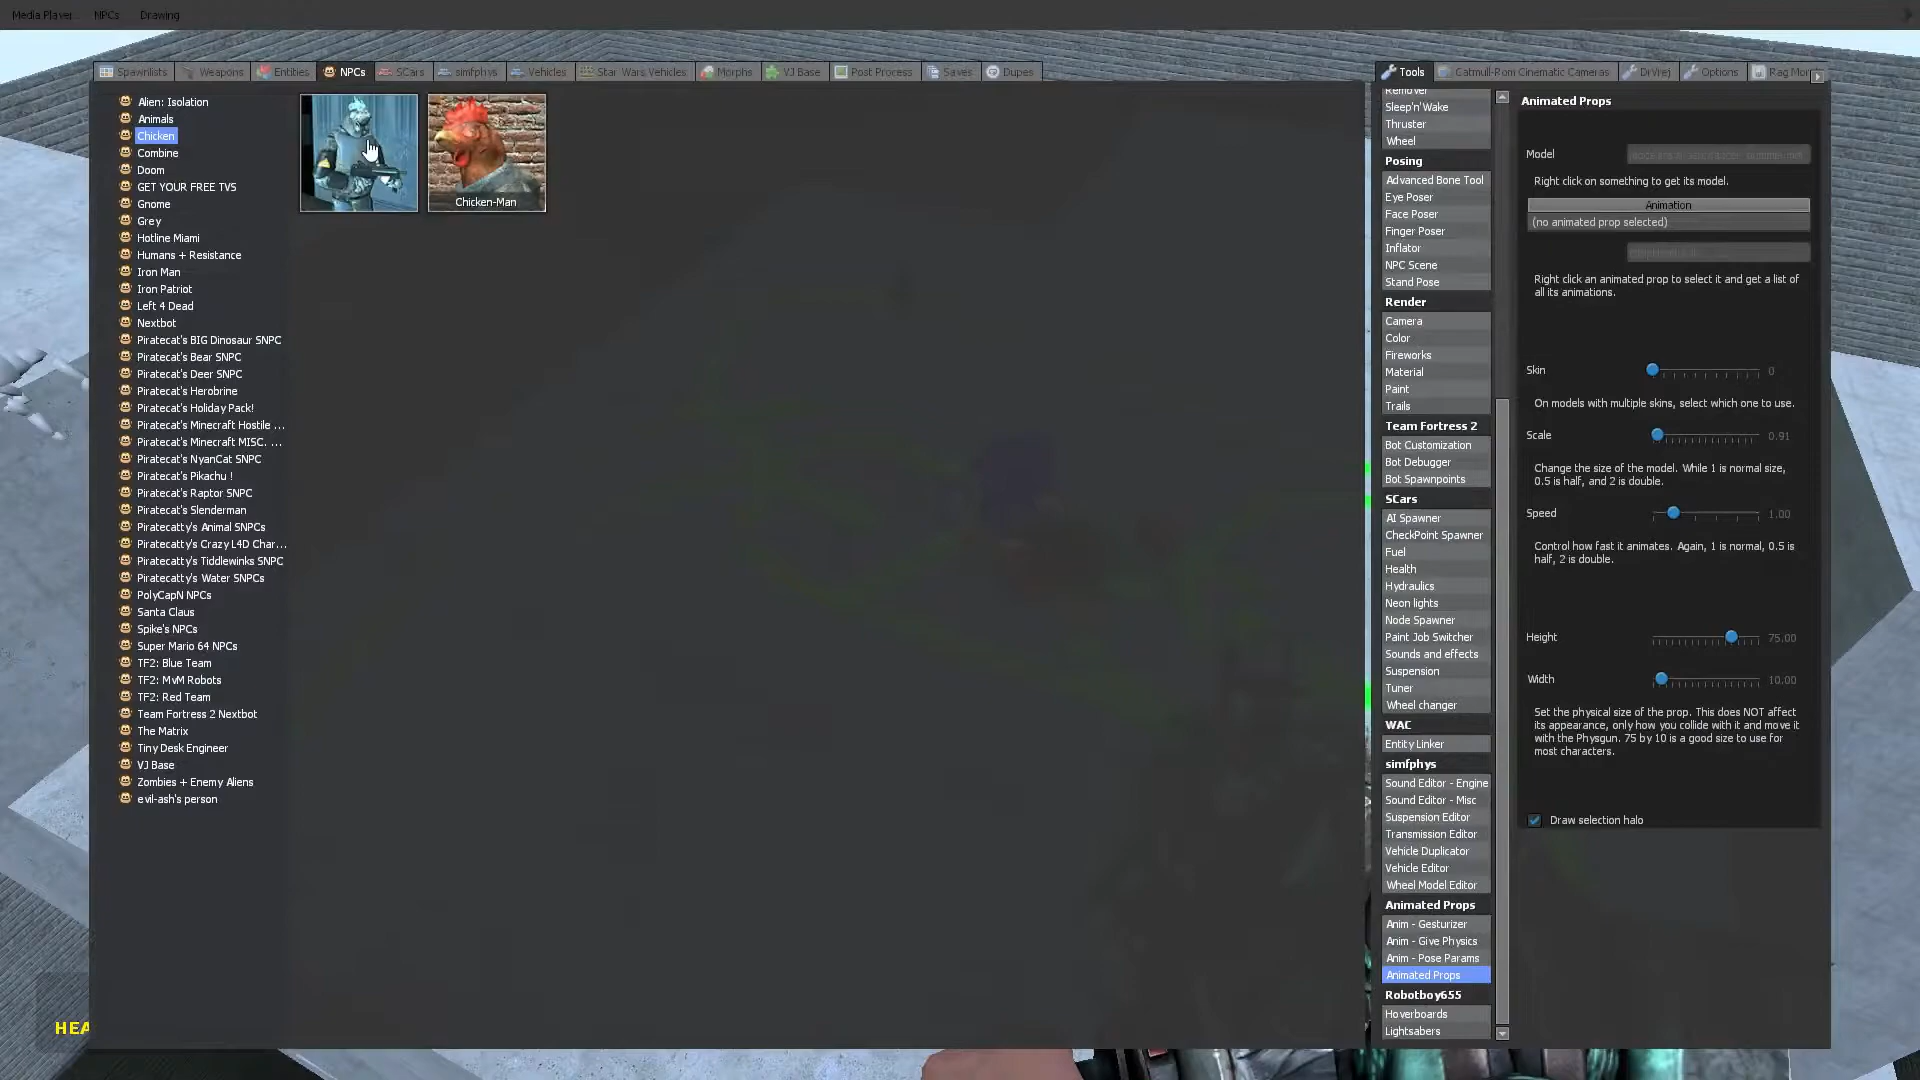 Media Player NPCs Drawing
Spawnlists Weapons Entities NPCs SCars simfphys Vehicles Star Wars Vehicles Morphs VJ Base Post Process Saves Dupes
Alien: Isolation
Animals
Chicken
Combine
Doom
GET YOUR FREE TVS
Gnome
Grey
Hotline Miami
Humans + Resistance
Iron Man
Iron Patriot
Left 4 Dead
Nextbot
Piratecat's BIG Dinosaur SNPC
Piratecat's Bear SNPC
Piratecat's Deer SNPC
Piratecat's Herobrine
Piratecat's Holiday Pack!
Piratecat's Minecraft Hostile ...
Piratecat's Minecraft MISC. ...
Piratecat's NyanCat SNPC
Piratecat's Pikachu !
Piratecat's Raptor SNPC
Piratecat's Slenderman
Piratecatty's Animal SNPCs
Piratecatty's Crazy L4D Char...
Piratecatty's Tiddlewinks SNPC
Piratecatty's Water SNPCs
PolyCapN NPCs
Santa Claus
Spike's NPCs
Super Mario 64 NPCs
TF2: Blue Team
TF2: MvM Robots
TF2: Red Team
Team Fortress 2 Nextbot
The Matrix
Tiny Desk Engineer
VJ Base
Zombies + Enemy Aliens
evil-ash's person
Chicken-Man
HEA
Tools Catmull-Rom Cinematic Cameras DrVrej Options Rag Mor
Remover
Sleep'n'Wake
Thruster
Wheel
Posing
Advanced Bone Tool
Eye Poser
Face Poser
Finger Poser
Inflator
NPC Scene
Stand Pose
Render
Camera
Color
Fireworks
Material
Paint
Trails
Team Fortress 2
Bot Customization
Bot Debugger
Bot Spawnpoints
SCars
AI Spawner
CheckPoint Spawner
Fuel
Health
Hydraulics
Neon lights
Node Spawner
Paint Job Switcher
Sounds and effects
Suspension
Tuner
Wheel changer
WAC
Entity Linker
simfphys
Sound Editor - Engine
Sound Editor - Misc
Suspension Editor
Transmission Editor
Vehicle Duplicator
Vehicle Editor
Wheel Model Editor
Animated Props
Anim - Gesturizer
Anim - Give Physics
Anim - Pose Params
Animated Props
Robotboy655
Hoverboards
Lightsabers
Animated Props
Model
Right click on something to get its model.
Animation
(no animated prop selected)
Right click an animated prop to select it and get a list of
all its animations.
Skin 0
On models with multiple skins, select which one to use.
Scale 0.91
Change the size of the model. While 1 is normal size,
0.5 is half, and 2 is double.
Speed 1.00
Control how fast it animates. Again, 1 is normal, 0.5 is
half, 2 is double.
Height 75.00
Width 10.00
Set the physical size of the prop. This does NOT affect
its appearance, only how you collide with it and move it
with the Physgun. 75 by 10 is a good size to use for
most characters.
Draw selection halo